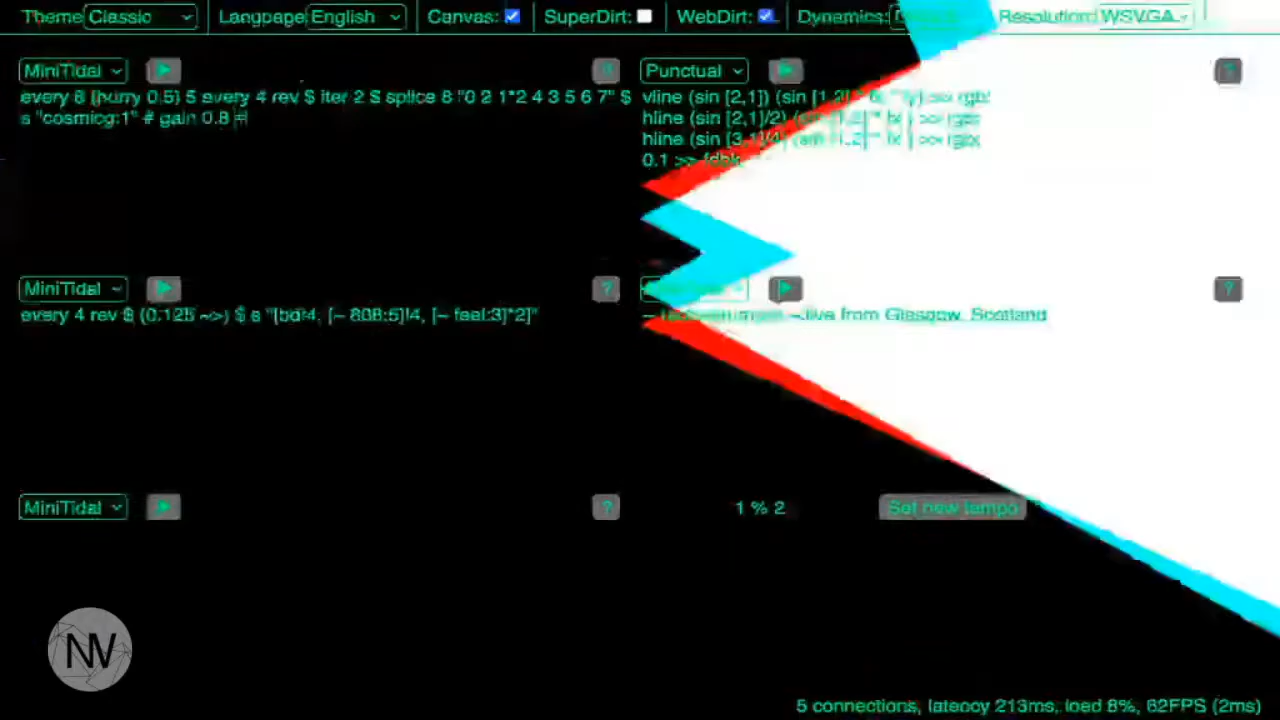 Theme Classic Language English Canvas: SuperDirt: WebDirt: Dynamics: Resolution: WSVGA
MiniTidal
Punctual
?
every 8 (hurry 0.5) $ every 4 rev $ iter 2 $ splice 8 "0 2 1*2 4 3 5 6 7" $
s "cosmicg:1" # gain 0.8
vline (sin [2,1])
hline (sin [2,1]/2)
hline (sin [3,1]/4)
0.1 >>
MiniTidal
?
?
every 4 rev $ (0.125 ~>) $ s "[bd!4, [~ 808:5]!4, [~ feel:3]*2]"
live from Glasgow, Scotland
MiniTidal
?
1 % 2
Set new tempo
NV
5 connections, latency 213ms, load 8%, 62FPS (2ms)